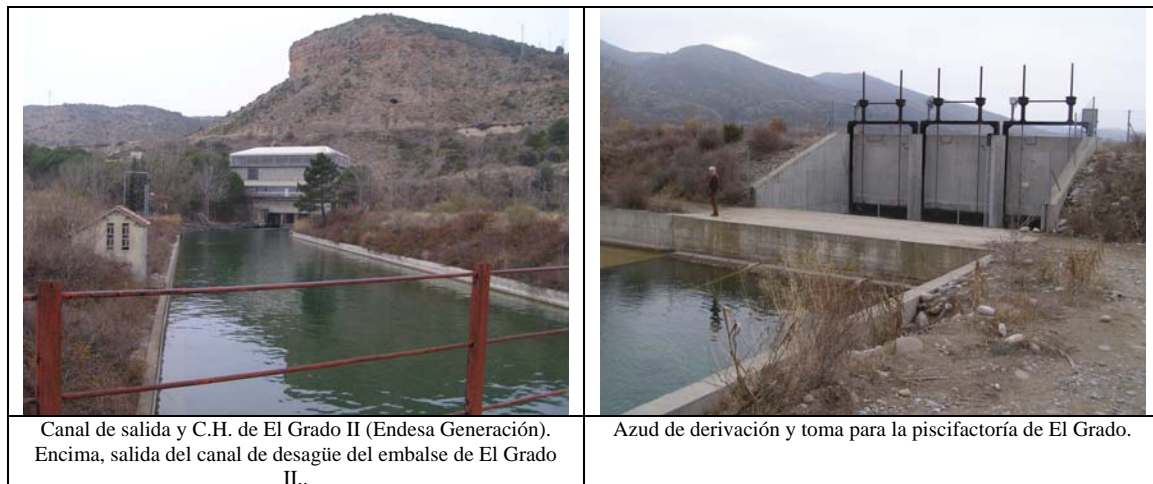 Canal de salida y C.H. de El Grado II (Endesa Generación).
Encima, salida del canal de desagüe del embalse de El Grado
II..
Azud de derivación y toma para la piscifactoría de El Grado.